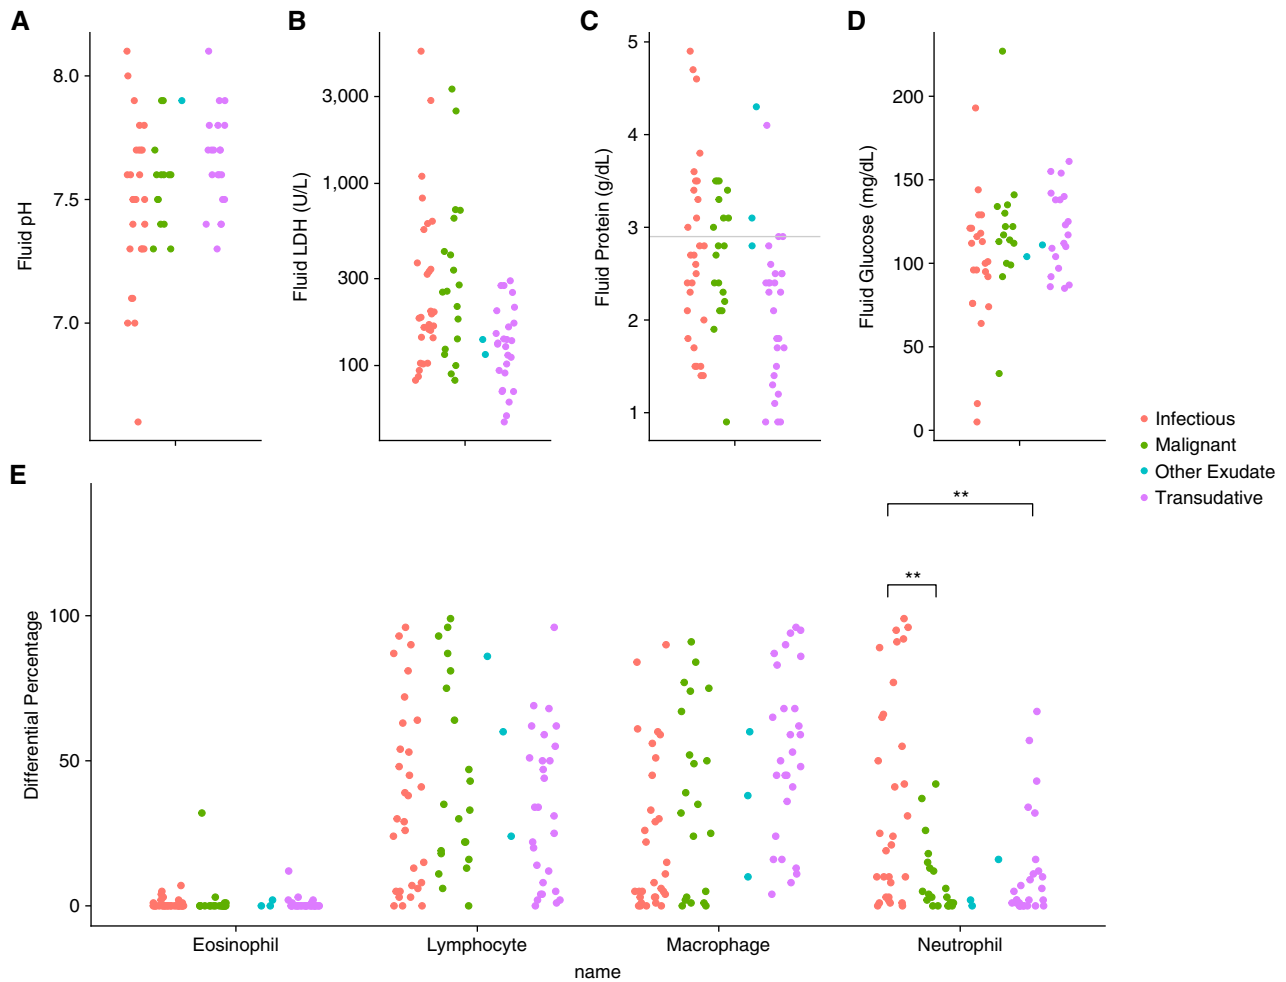 A
Fluid pH
8.0
7.5
7.0
B
Fluid LDH (U/L)
3,000
1,000
300
100
C
Fluid Protein (g/dL)
5
4
3
2
1
D
Fluid Glucose (mg/dL)
200
150
100
50
0
Infectious
Malignant
Other Exudate
Transudative
E
Differential Percentage
100
50
0
**
**
Eosinophil
Lymphocyte
Macrophage
Neutrophil
name